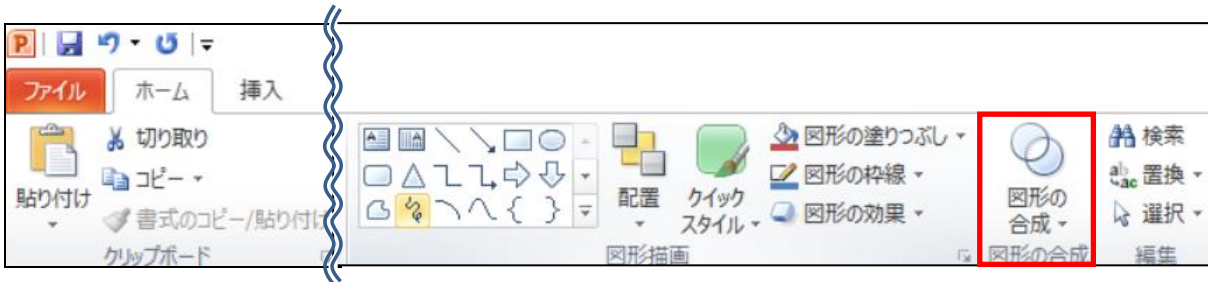 ファイル ホーム 挿入
貼り付け
切り取り
コピー
書式のコピー/貼り付け
クリップボード
配置
クイック
スタイル
図形の塗りつぶし
図形の枠線
図形の効果
図形描画
図形の
合成
図形の合成
検索
置換
選択
編集